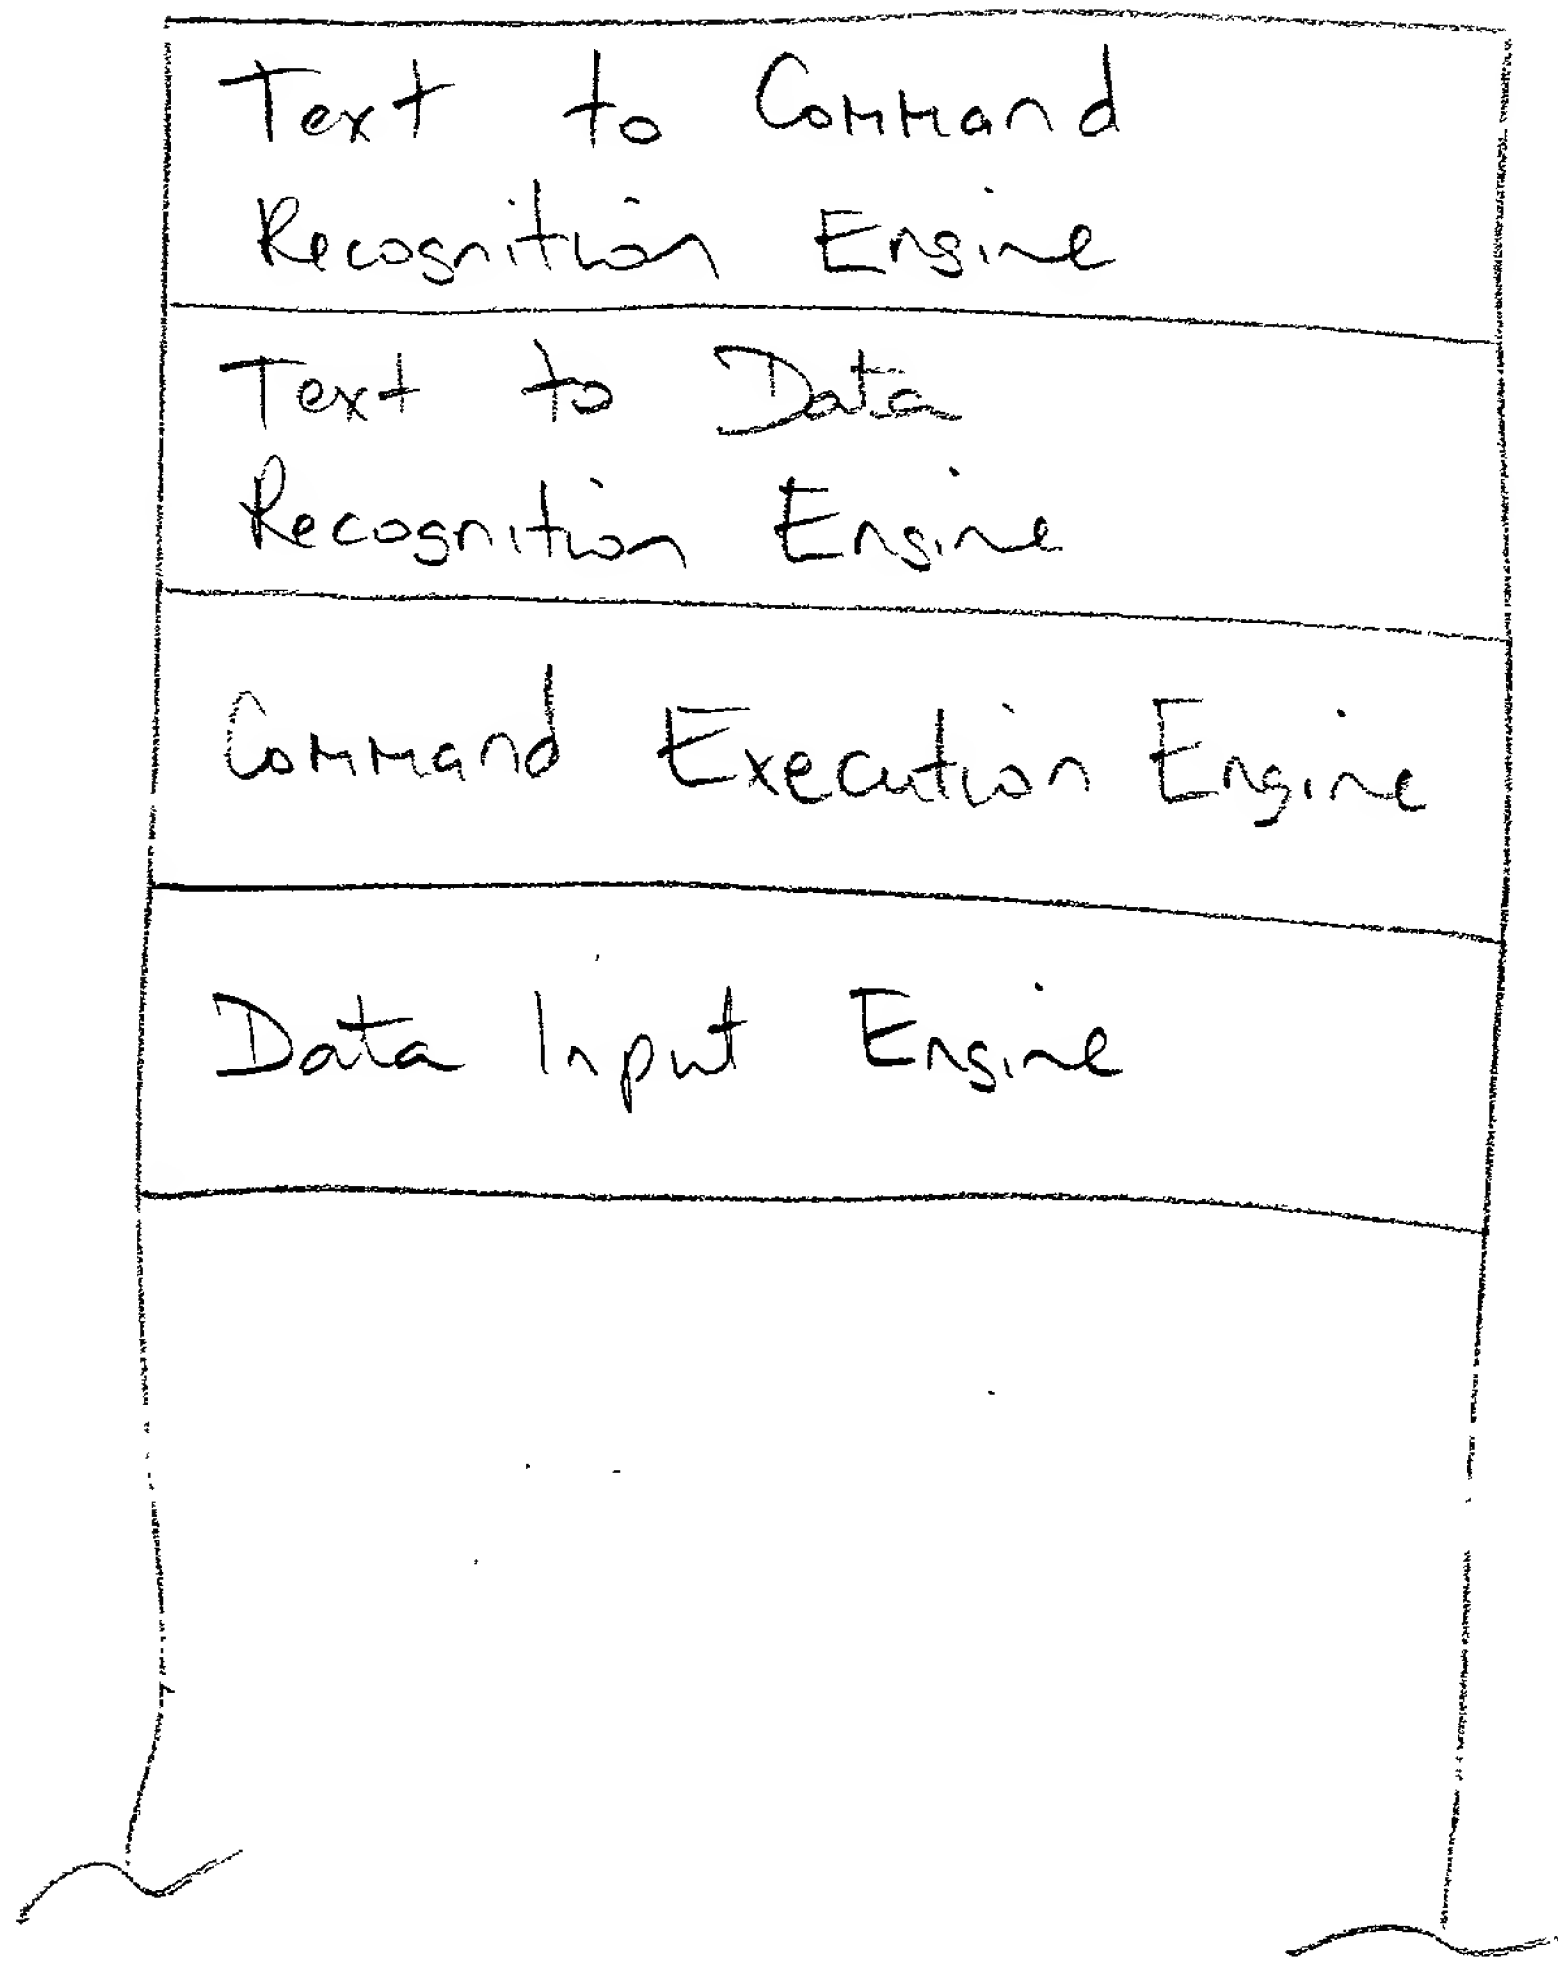 Text to Command
Recognition Engine
Text to Data
Recognition Engine
Command Execution Engine
Data Input Engine